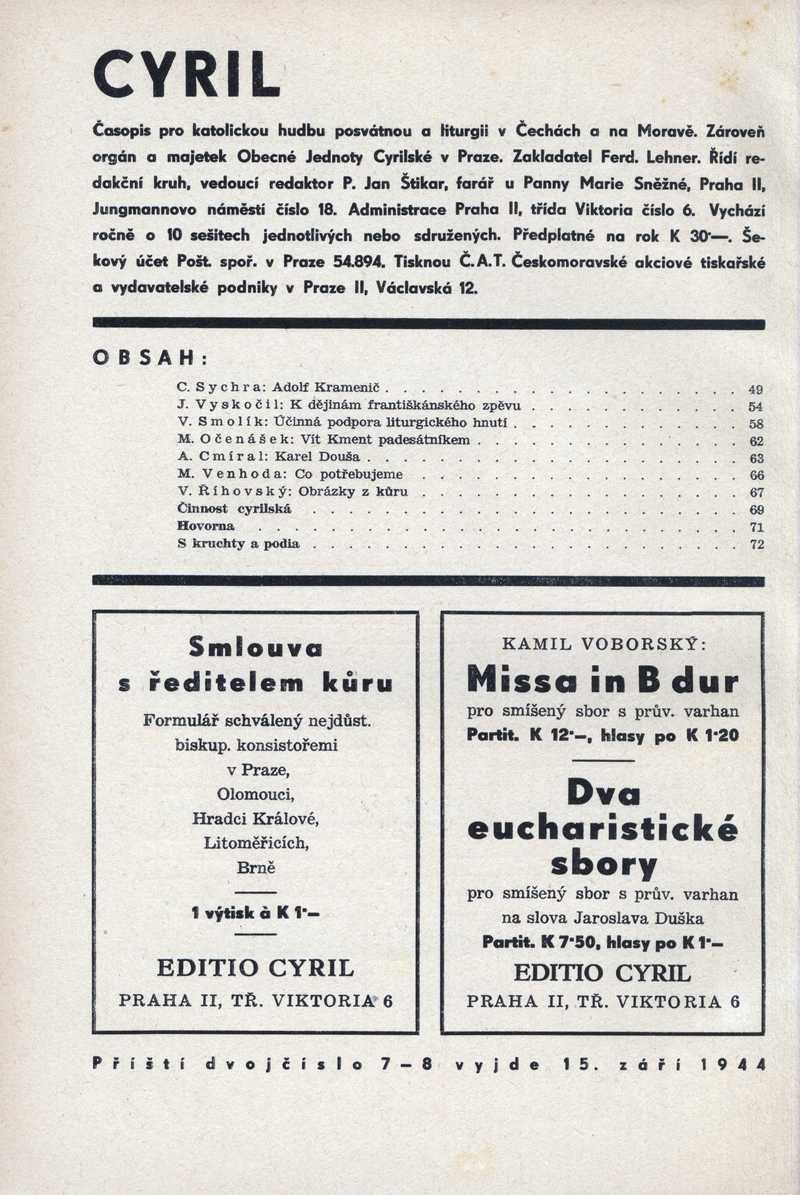 CYRIL
Časopis pro katolickou hudbu posvátnou a liturgii v Čechách a na Moravě. Zároveň
orgán a majetek Obecné Jednoty Cyrilské v Praze. Zakladatel Ferd. Lehner. Řídí re-
dakční kruh, vedoucí redaktor P. Jan Štikar, farář u Panny Marie Sněžné, Praha II,
Jungmannovo náměstí číslo 18. Administrace Praha II, třída Viktoria číslo 6. Vychází
ročně o 10 sešitech jednotlivých nebo sdružených. Předplatné na rok K 30·—. Še-
kový účet Pošt. spoř. v Praze 54.894. Tisknou Č.A.T. Českomoravské akciové tiskařské
a vydavatelské podniky v Praze II, Václavská 12.
OBSAH:
C. Sychra: Adolf Kramenič . . . . . . . . . . . . . . . . . . . . 49
J. Vyskočil: K dějinám františkánského zpěvu . . . . . . . . . . . . 54
V. Smolík: Účinná podpora liturgického hnutí . . . . . . . . . . . . . 58
M. Očenášek: Vít Kment padesátníkem . . . . . . . . . . . . . . . 62
A. Cmíral: Karel Douša . . . . . . . . . . . . . . . . . . . . . 63
M. Venhoda: Co potřebujeme . . . . . . . . . . . . . . . . . . 66
V. Říhovský: Obrázky z kůru . . . . . . . . . . . . . . . . . . 67
Činnost cyrilská . . . . . . . . . . . . . . . . . . . . . . . . 69
Hovorna . . . . . . . . . . . . . . . . . . . . . . . . . . . 71
S kruchty a podia . . . . . . . . . . . . . . . . . . . . . . . . 72
Smlouva
s ředitelem kůru
Formulář schválený nejdůst.
biskup. konsistořemi
v Praze,
Olomouci,
Hradci Králové,
Litoměřicích,
Brně
1 výtisk à K 1·—
EDITIO CYRIL
PRAHA II, TŘ. VIKTORIA 6
KAMIL VOBORSKÝ:
Missa in B dur
pro smíšený sbor s prův. varhan
Partit. K 12·—, hlasy po K 1·20
Dva
eucharistické
sbory
pro smíšený sbor s prův. varhan
na slova Jaroslava Duška
Partit. K 7·50, hlasy po K 1·—
EDITIO CYRIL
PRAHA II, TŘ. VIKTORIA 6
Příští dvojčíslo 7–8 vyjde 15. září 1944